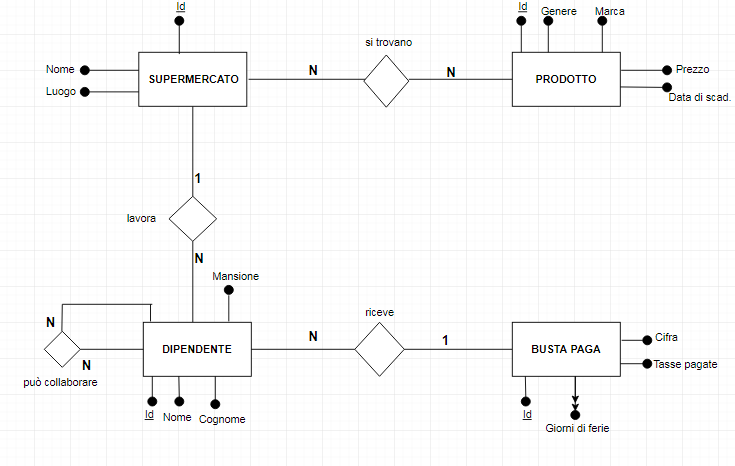 Id
Id
Genere
Marca
si trovano
Nome
SUPERMERCATO
N
N
PRODOTTO
Prezzo
Luogo
Data di scad.
1
lavora
N
Mansione
riceve
N
N
può collaborare
DIPENDENTE
N
1
BUSTA PAGA
Cifra
Tasse pagate
Id
Nome
Cognome
Id
Giorni di ferie